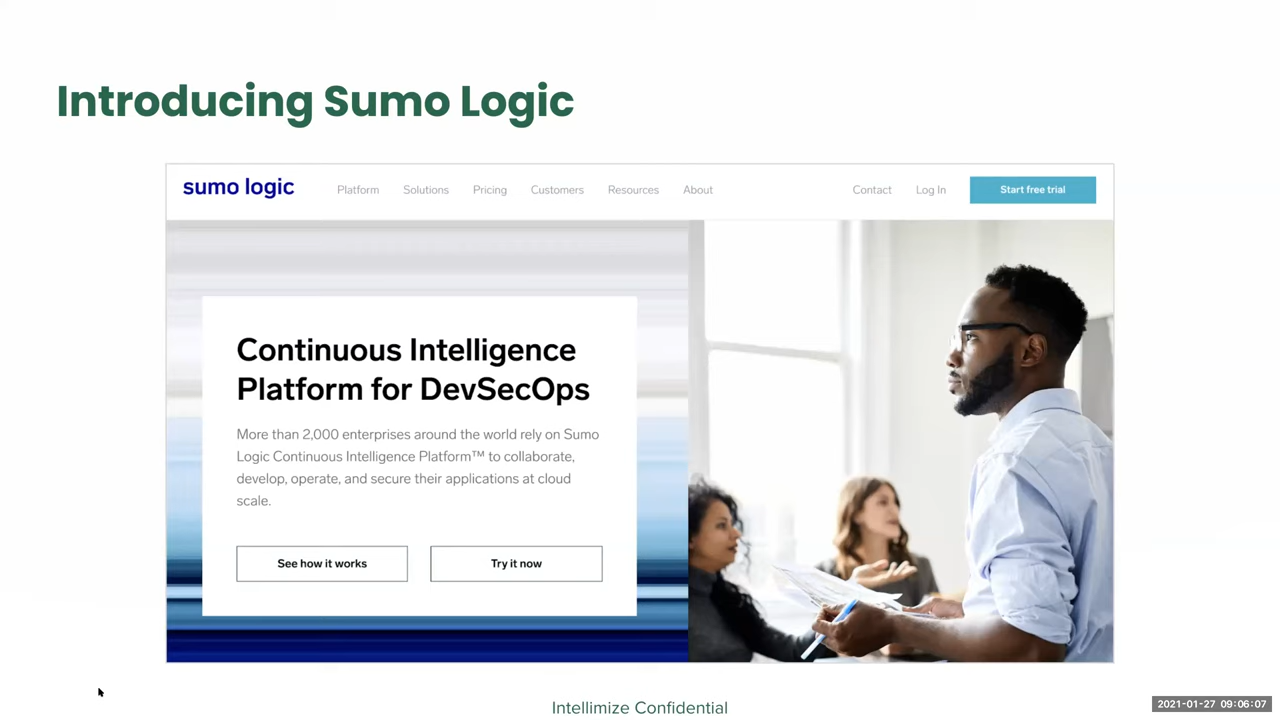 Introducing Sumo Logic
sumo logic
Platform
Solutions
Pricing
Customers
Resources
About
Contact
Log In
Start free trial
Continuous Intelligence
Platform for DevSecOps
More than 2,000 enterprises around the world rely on Sumo
Logic Continuous Intelligence Platform™ to collaborate,
develop, operate, and secure their applications at cloud
scale.
See how it works
Try it now
Intellimize Confidential
2021-01-27 09:06:07